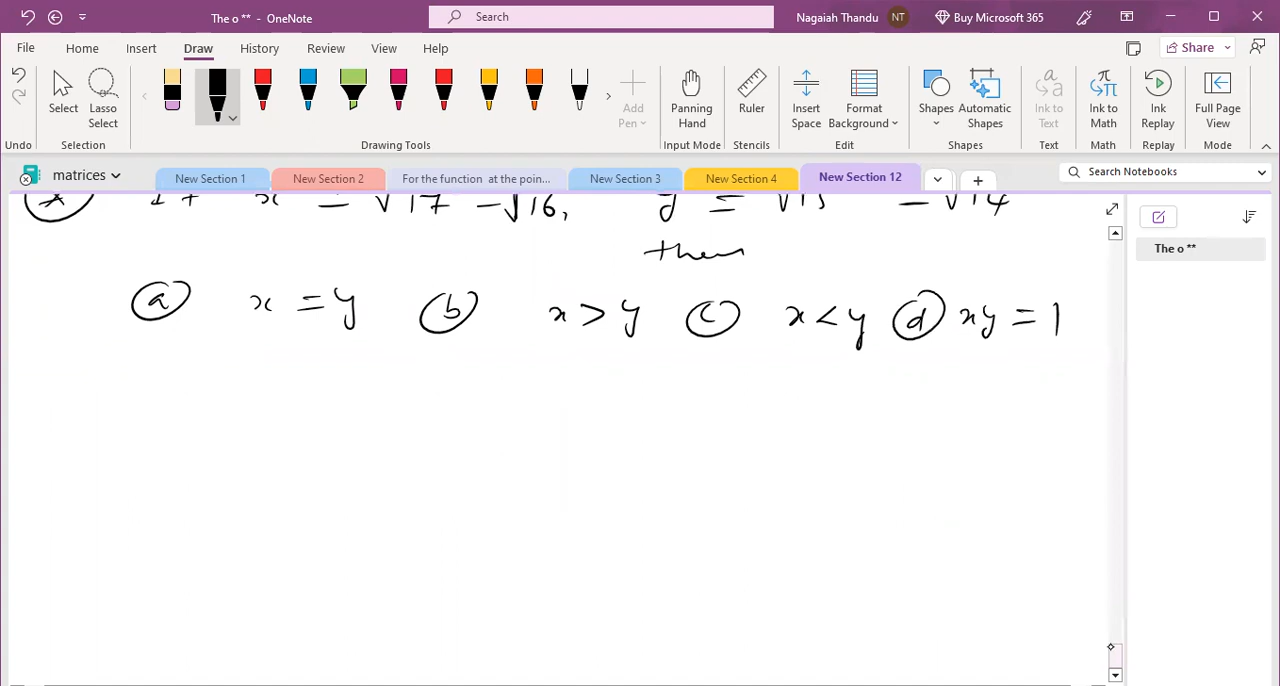 The o ** - OneNote
Search
Nagaiah Thandu NT
Buy Microsoft 365
File Home Insert Draw History Review View Help
Share
Select
Lasso Select
Add Pen
Panning Hand
Ruler
Insert Space
Format Background
Shapes
Automatic Shapes
Ink to Text
Ink to Math
Ink Replay
Full Page View
Undo Selection Drawing Tools Input Mode Stencils Edit Shapes Text Math Replay Mode
matrices
New Section 1
New Section 2
For the function at the poin...
New Section 3
New Section 4
New Section 12
+
Search Notebooks
The o **
x = √17 - √16, y = √15 - √14
then
(a) x = y (b) x > y (c) x < y (d) xy = 1